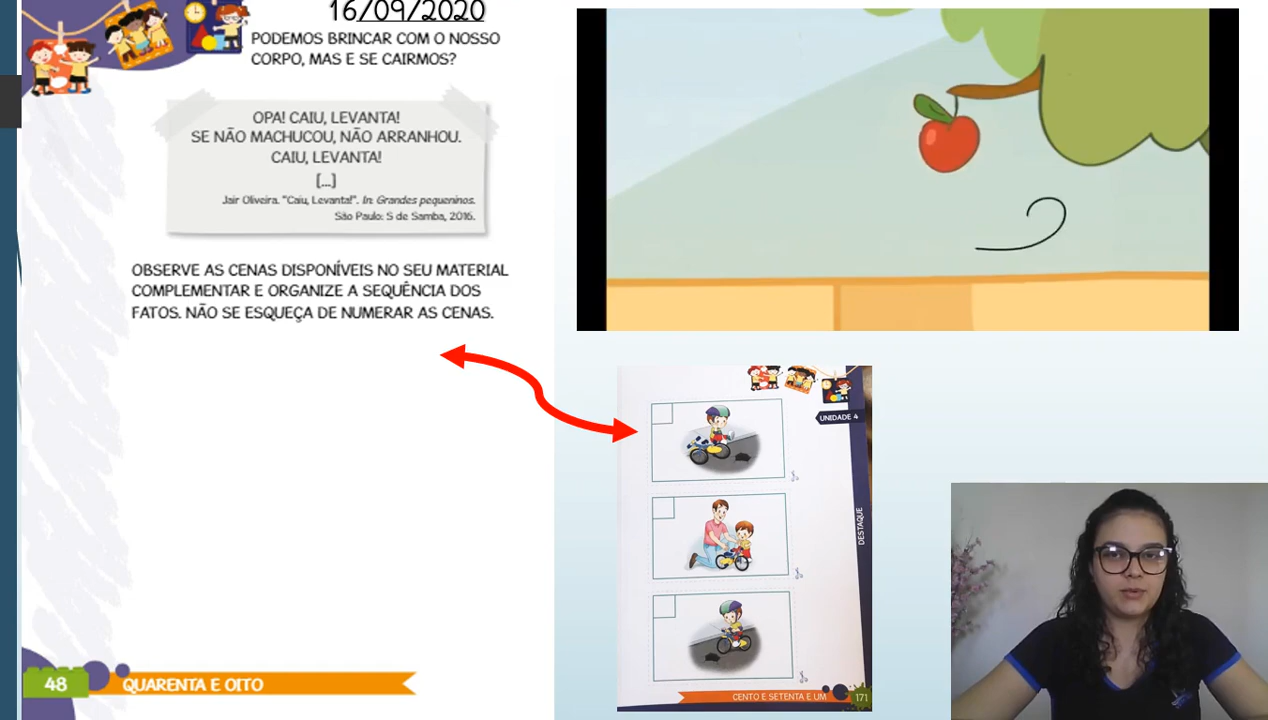 16/09/2020
PODEMOS BRINCAR COM O NOSSO
CORPO, MAS E SE CAIRMOS?
OPA! CAIU, LEVANTA!
SE NÃO MACHUCOU, NÃO ARRANHOU.
CAIU, LEVANTA!
[...]
Jair Oliveira. "Caiu, Levanta!". In: Grandes pequeninos.
São Paulo: S de Samba, 2016.
OBSERVE AS CENAS DISPONÍVEIS NO SEU MATERIAL
COMPLEMENTAR E ORGANIZE A SEQUÊNCIA DOS
FATOS. NÃO SE ESQUEÇA DE NUMERAR AS CENAS.
48
QUARENTA E OITO
UNIDADE 4
DESTAQUE
CENTO E SETENTA E UM
171